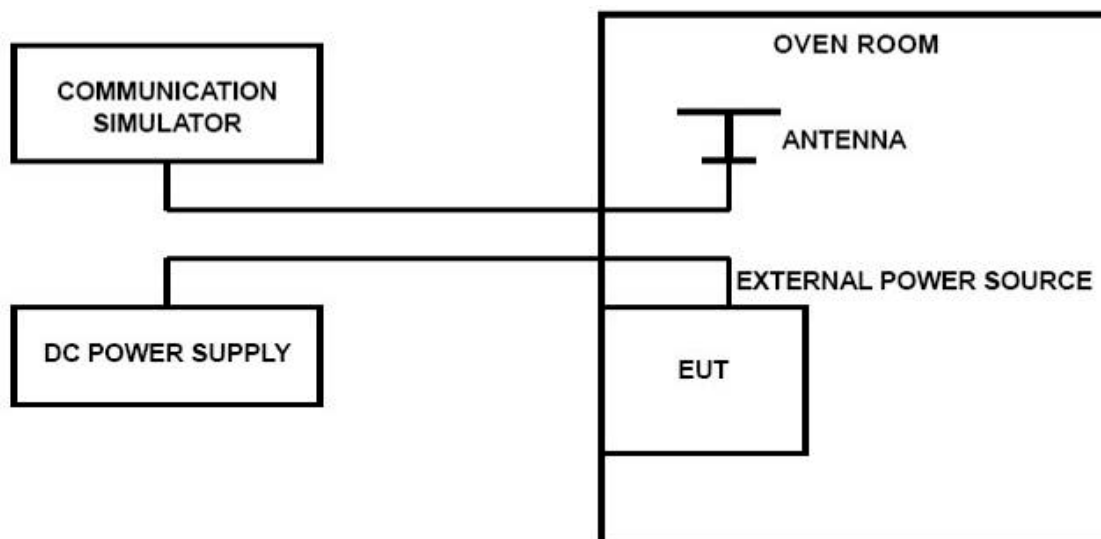 COMMUNICATION
SIMULATOR
OVEN ROOM
ANTENNA
EXTERNAL POWER SOURCE
DC POWER SUPPLY
EUT